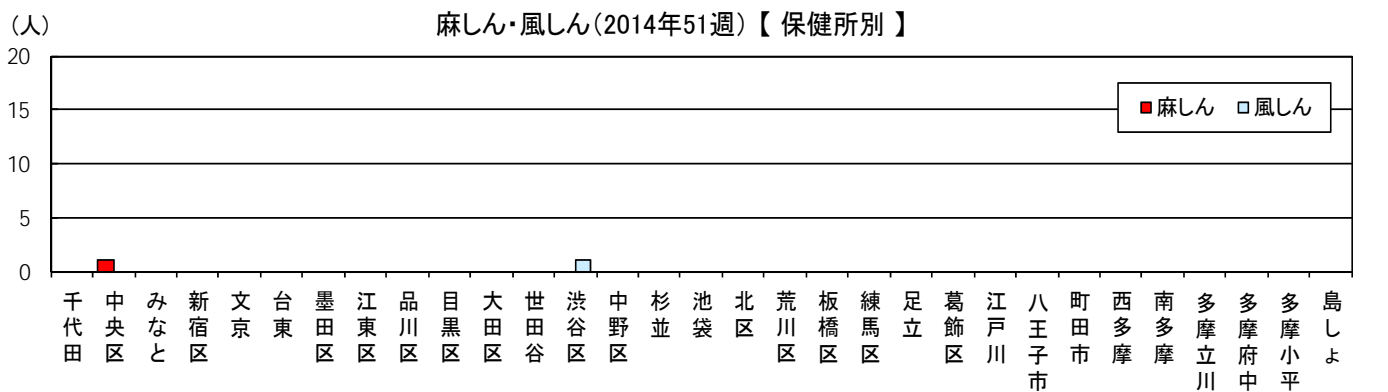 (人)
麻しん・風しん(2014年51週)【 保健所別 】
20
15
10
5
0
麻しん 風しん
千代田
中央区
みなと
新宿区
文京
台東
墨田区
江東区
品川区
目黒区
大田区
世田谷
渋谷区
中野区
杉並
池袋
北区
荒川区
板橋区
練馬区
足立
葛飾区
江戸川
八王子市
町田市
西多摩
南多摩
多摩立川
多摩府中
多摩小平
島しょ